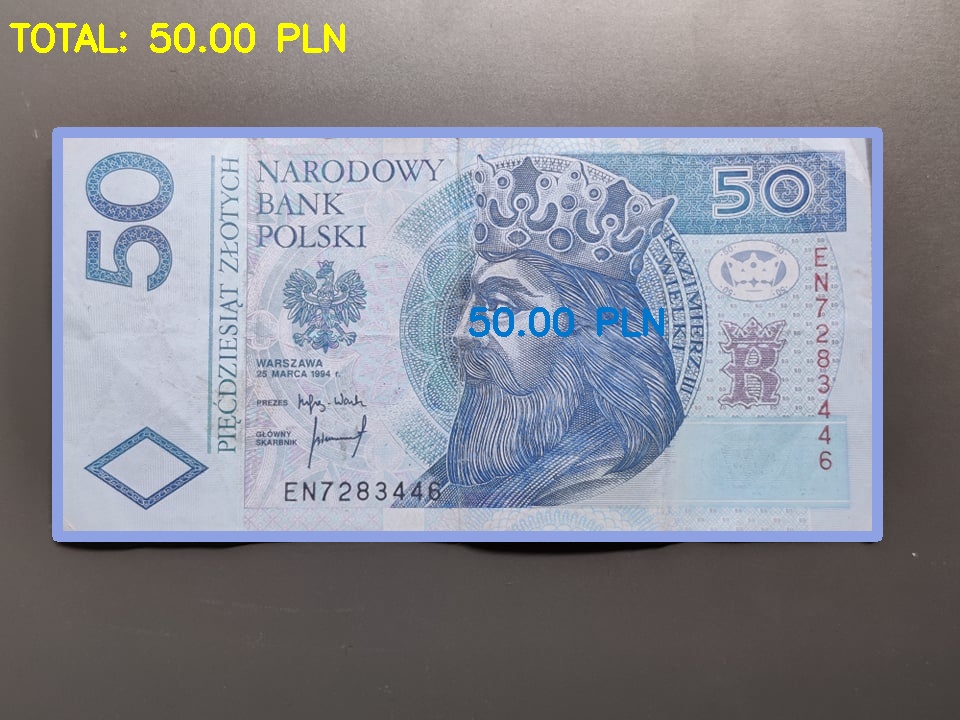 TOTAL: 50.00 PLN
50
PIĘĆDZIESIĄT ZŁOTYCH
NARODOWY
BANK
POLSKI
WARSZAWA
25 MARCA 1994 r.
PREZES
GŁÓWNY
SKARBNIK
EN7283446
50.00 PLN
KAZIMIERZ III WIELKI
50
EN7283446